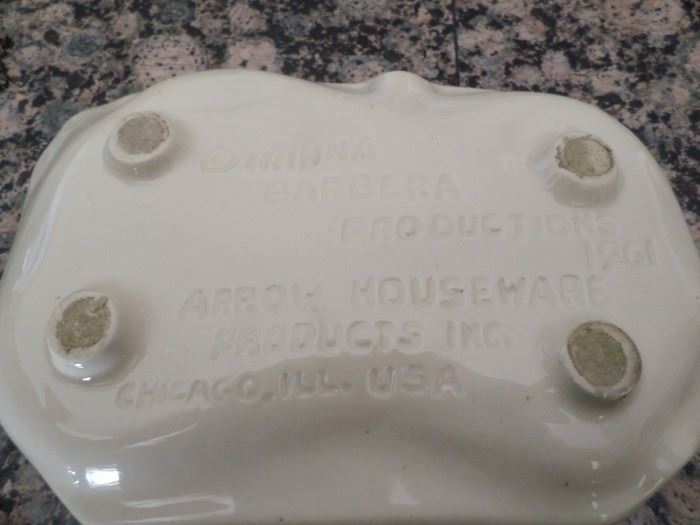 © HANNA
BARBERA
PRODUCTIONS
1961
ARROW HOUSEWARE
PRODUCTS INC.
CHICAGO, ILL. USA